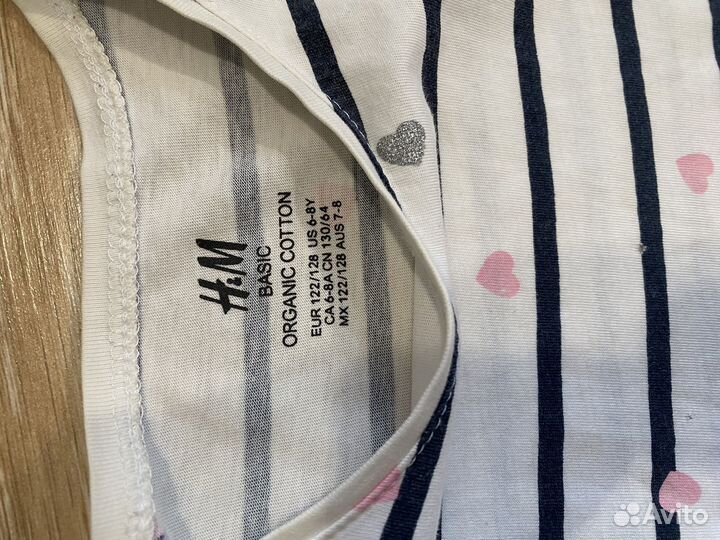 H&M
BASIC
ORGANIC COTTON
EUR 122/128 US 6-8Y
CA 6-8A CN 130/64
MX 122/128 AUS 7-8
Avito